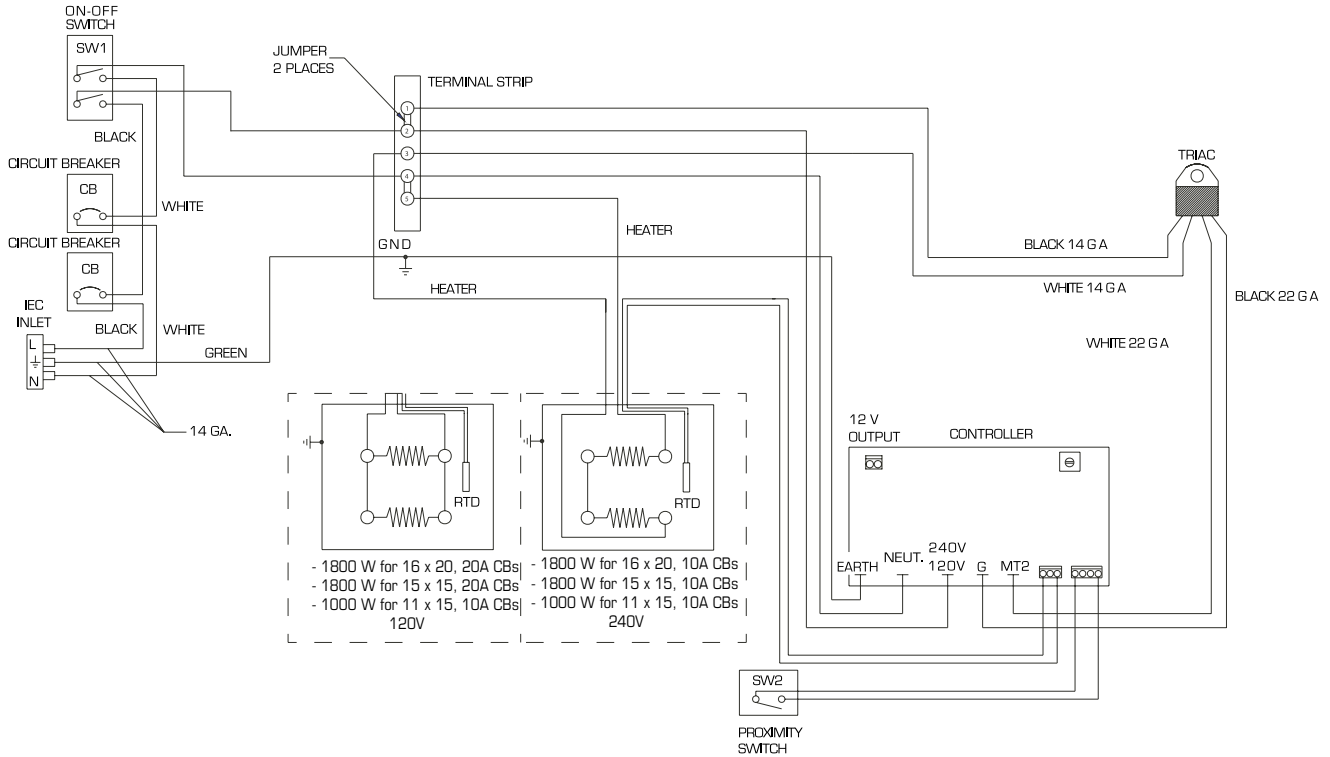 ON-OFF
SWITCH
SW1
BLACK
CIRCUIT BREAKER
CB
WHITE
CIRCUIT BREAKER
CB
IEC
INLET
BLACK
WHITE
L
N
GREEN
14 GA.
JUMPER
2 PLACES
TERMINAL STRIP
1
2
3
4
5
GND
HEATER
HEATER
TRIAC
BLACK 14 GA
WHITE 14 GA
BLACK 22 GA
WHITE 22 GA
RTD
- 1800 W for 16 x 20, 20A CBs
- 1800 W for 15 x 15, 20A CBs
- 1000 W for 11 x 15, 10A CBs
120V
RTD
- 1800 W for 16 x 20, 10A CBs
- 1800 W for 15 x 15, 10A CBs
- 1000 W for 11 x 15, 10A CBs
240V
12 V
OUTPUT
CONTROLLER
EARTH
NEUT.
240V
120V
G
MT2
SW2
PROXIMITY
SWITCH